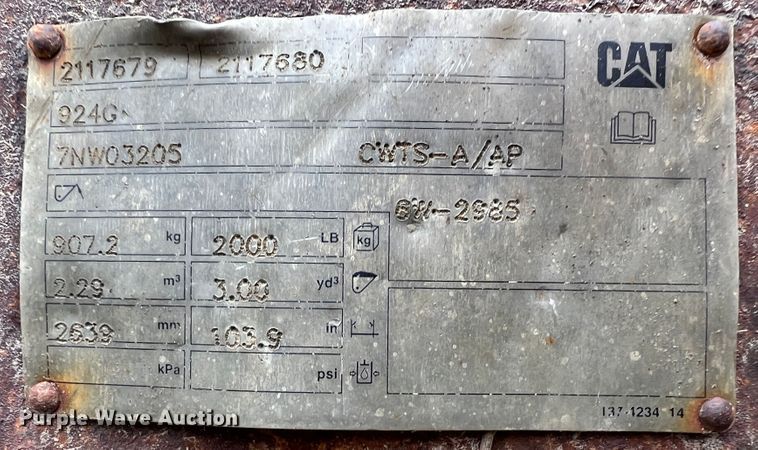 2117679 2117680 CAT
924G
7NW03205 CWTS-A/AP
6W-2985
907.2 kg 2000 LB kg
2.29 m³ 3.00 yd³
2639 mm 103.9 in
kPa psi
137-1234 14
Purple Wave Auction